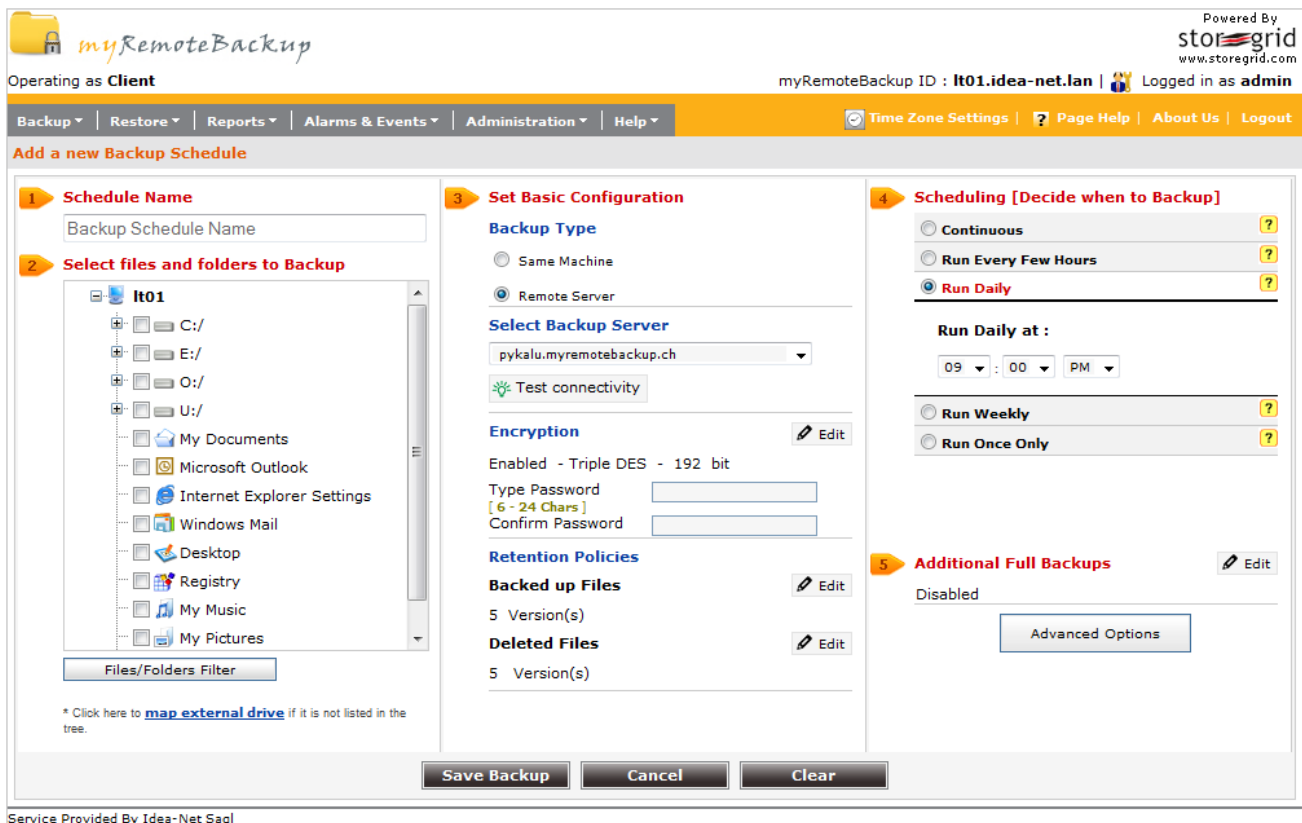 myRemoteBackup
Powered By
storegrid
www.storegrid.com
Operating as Client
myRemoteBackup ID : lt01.idea-net.lan | Logged in as admin
Backup | Restore | Reports | Alarms & Events | Administration | Help
Time Zone Settings | ? Page Help | About Us | Logout
Add a new Backup Schedule
1 Schedule Name
Backup Schedule Name
2 Select files and folders to Backup
lt01
C:/
E:/
O:/
U:/
My Documents
Microsoft Outlook
Internet Explorer Settings
Windows Mail
Desktop
Registry
My Music
My Pictures
Files/Folders Filter
* Click here to map external drive if it is not listed in the
tree.
3 Set Basic Configuration
Backup Type
Same Machine
Remote Server
Select Backup Server
pykalu.myremotebackup.ch
Test connectivity
Encryption Edit
Enabled - Triple DES - 192 bit
Type Password
[ 6 - 24 Chars ]
Confirm Password
Retention Policies
Backed up Files Edit
5 Version(s)
Deleted Files Edit
5 Version(s)
4 Scheduling [Decide when to Backup]
Continuous ?
Run Every Few Hours ?
Run Daily ?
Run Daily at :
09 : 00 PM
Run Weekly ?
Run Once Only ?
5 Additional Full Backups Edit
Disabled
Advanced Options
Save Backup Cancel Clear
Service Provided By Idea-Net Sagl